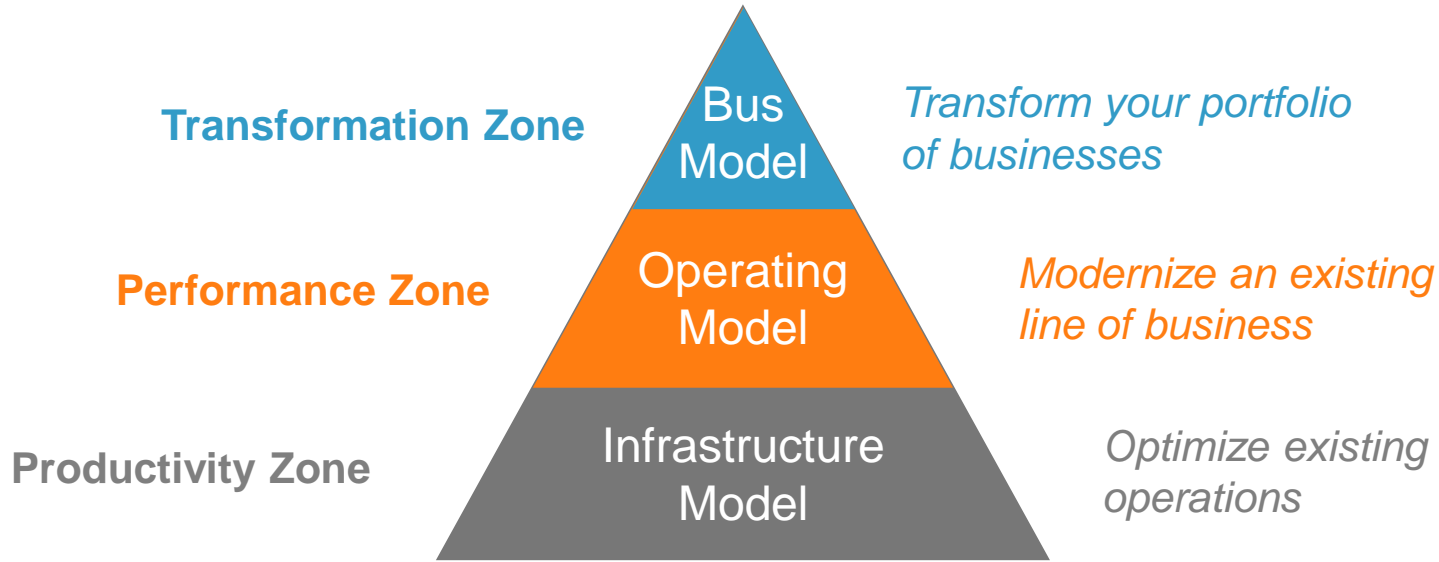 Transformation Zone
Bus
Model
Transform your portfolio
of businesses
Performance Zone
Operating
Model
Modernize an existing
line of business
Productivity Zone
Infrastructure
Model
Optimize existing
operations